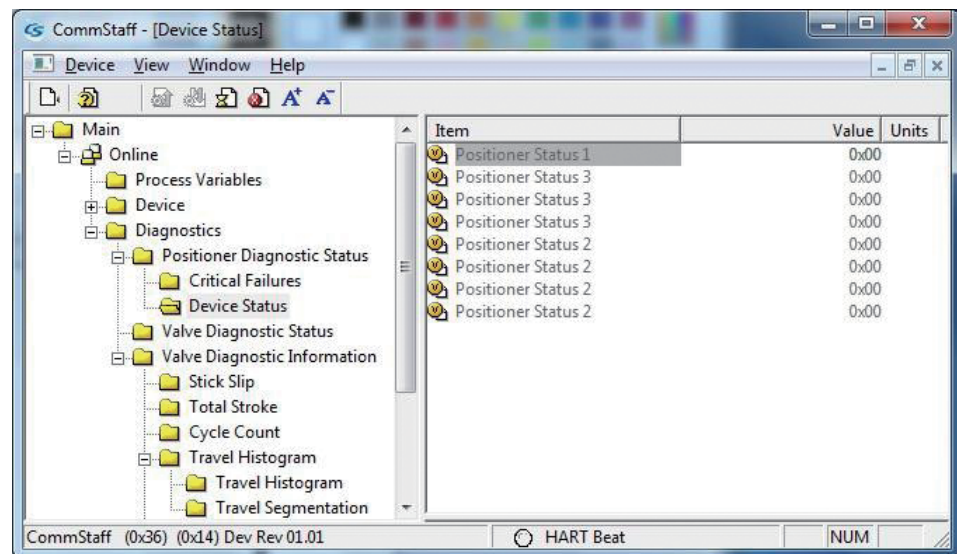 CommStaff - [Device Status]
Device View Window Help
A+ A-
Main
Online
Process Variables
Device
Diagnostics
Positioner Diagnostic Status
Critical Failures
Device Status
Valve Diagnostic Status
Valve Diagnostic Information
Stick Slip
Total Stroke
Cycle Count
Travel Histogram
Travel Histogram
Travel Segmentation
Item Value Units
Positioner Status 1 0x00
Positioner Status 3 0x00
Positioner Status 3 0x00
Positioner Status 3 0x00
Positioner Status 2 0x00
Positioner Status 2 0x00
Positioner Status 2 0x00
Positioner Status 2 0x00
CommStaff (0x36) (0x14) Dev Rev 01.01 HART Beat NUM